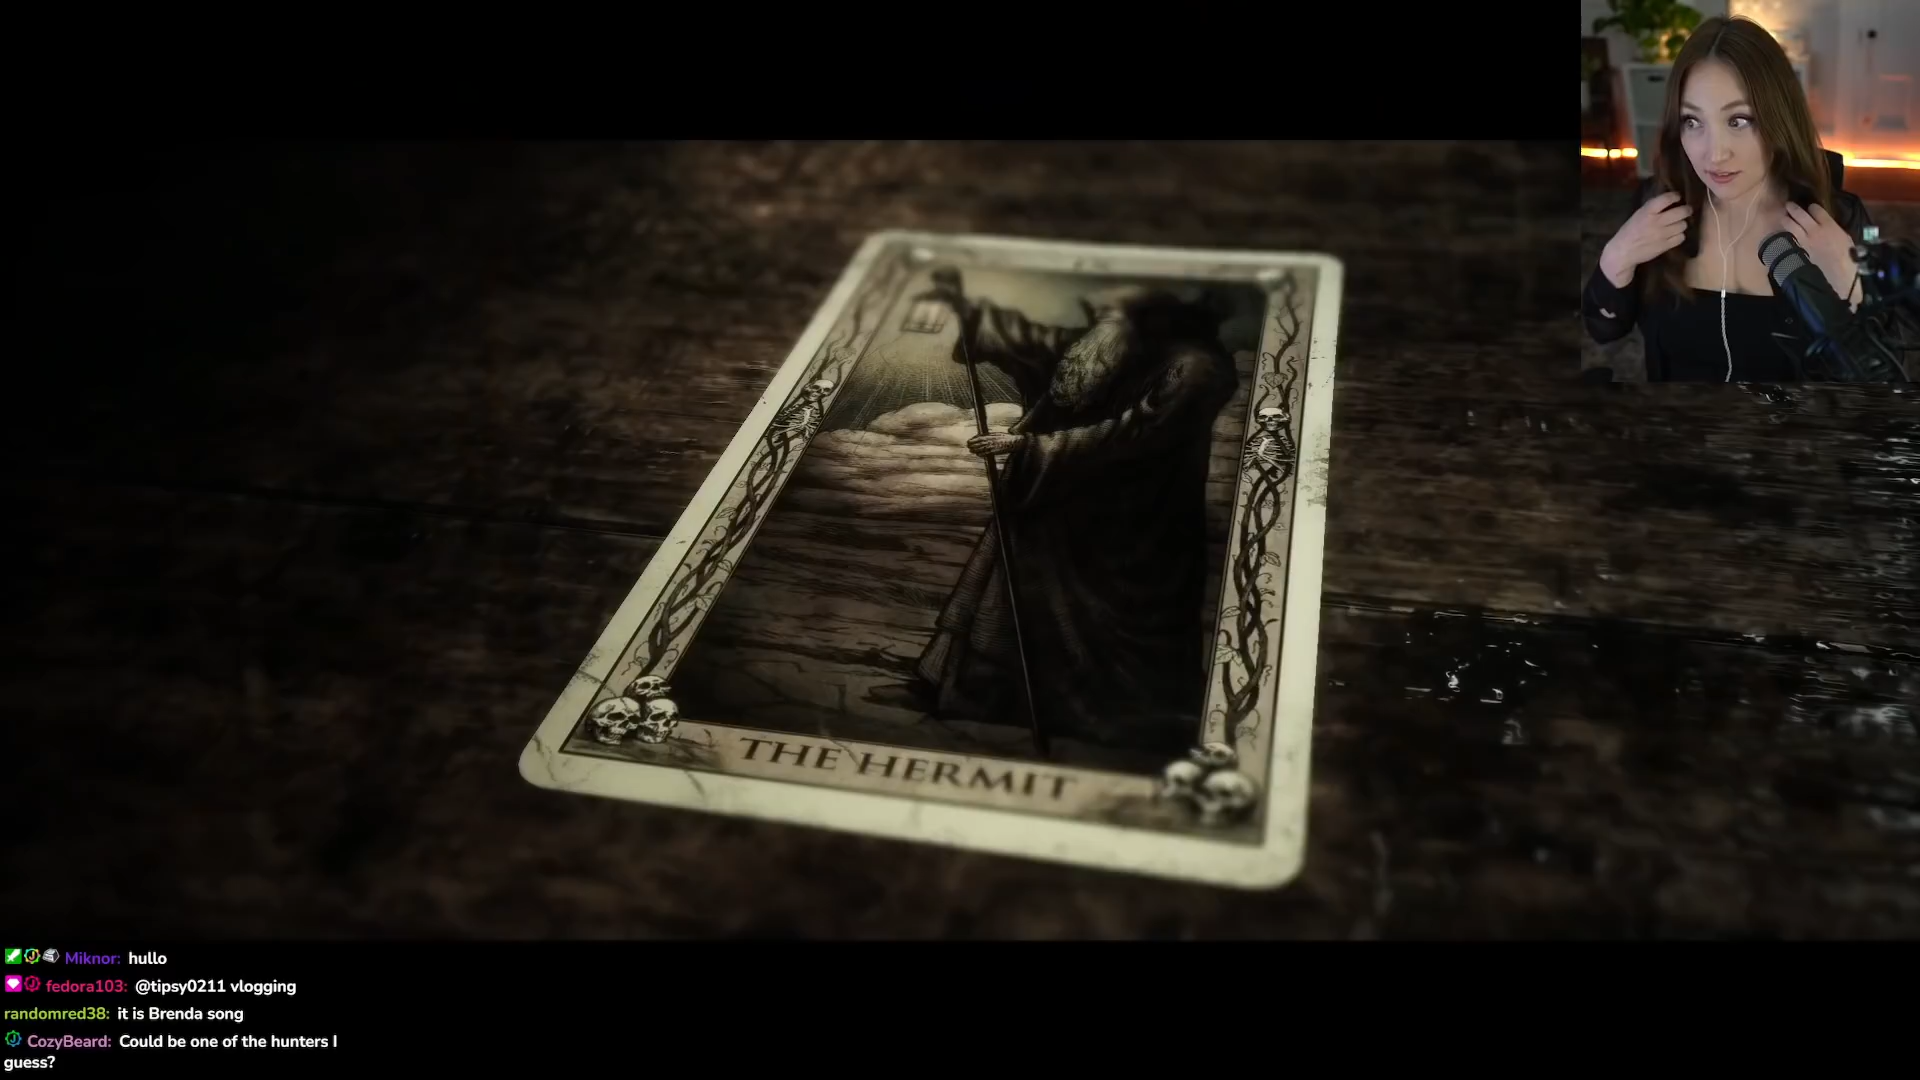 THE HERMIT
Miknor: hullo
fedora103: @tipsy0211 vlogging
randomred38: it is Brenda song
CozyBeard: Could be one of the hunters I
guess?